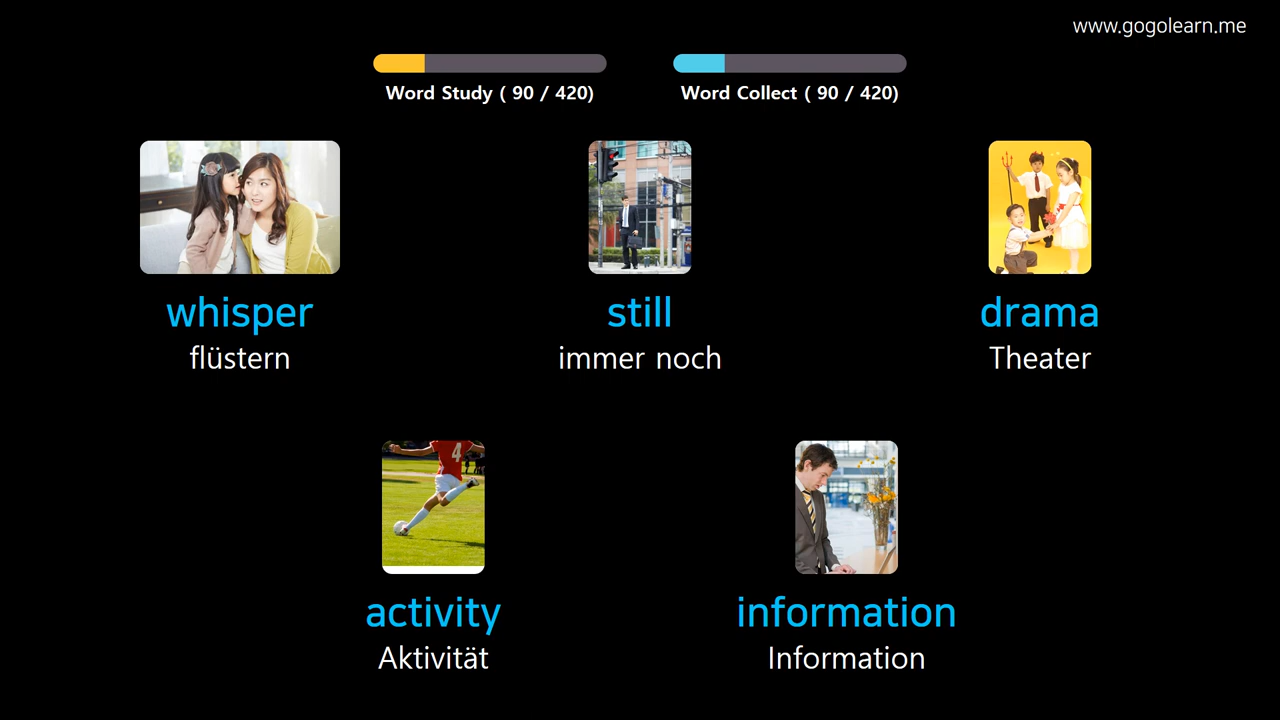 www.gogolearn.me
Word Study ( 90 / 420)
Word Collect ( 90 / 420)
whisper
flüstern
still
immer noch
drama
Theater
4
activity
Aktivität
information
Information